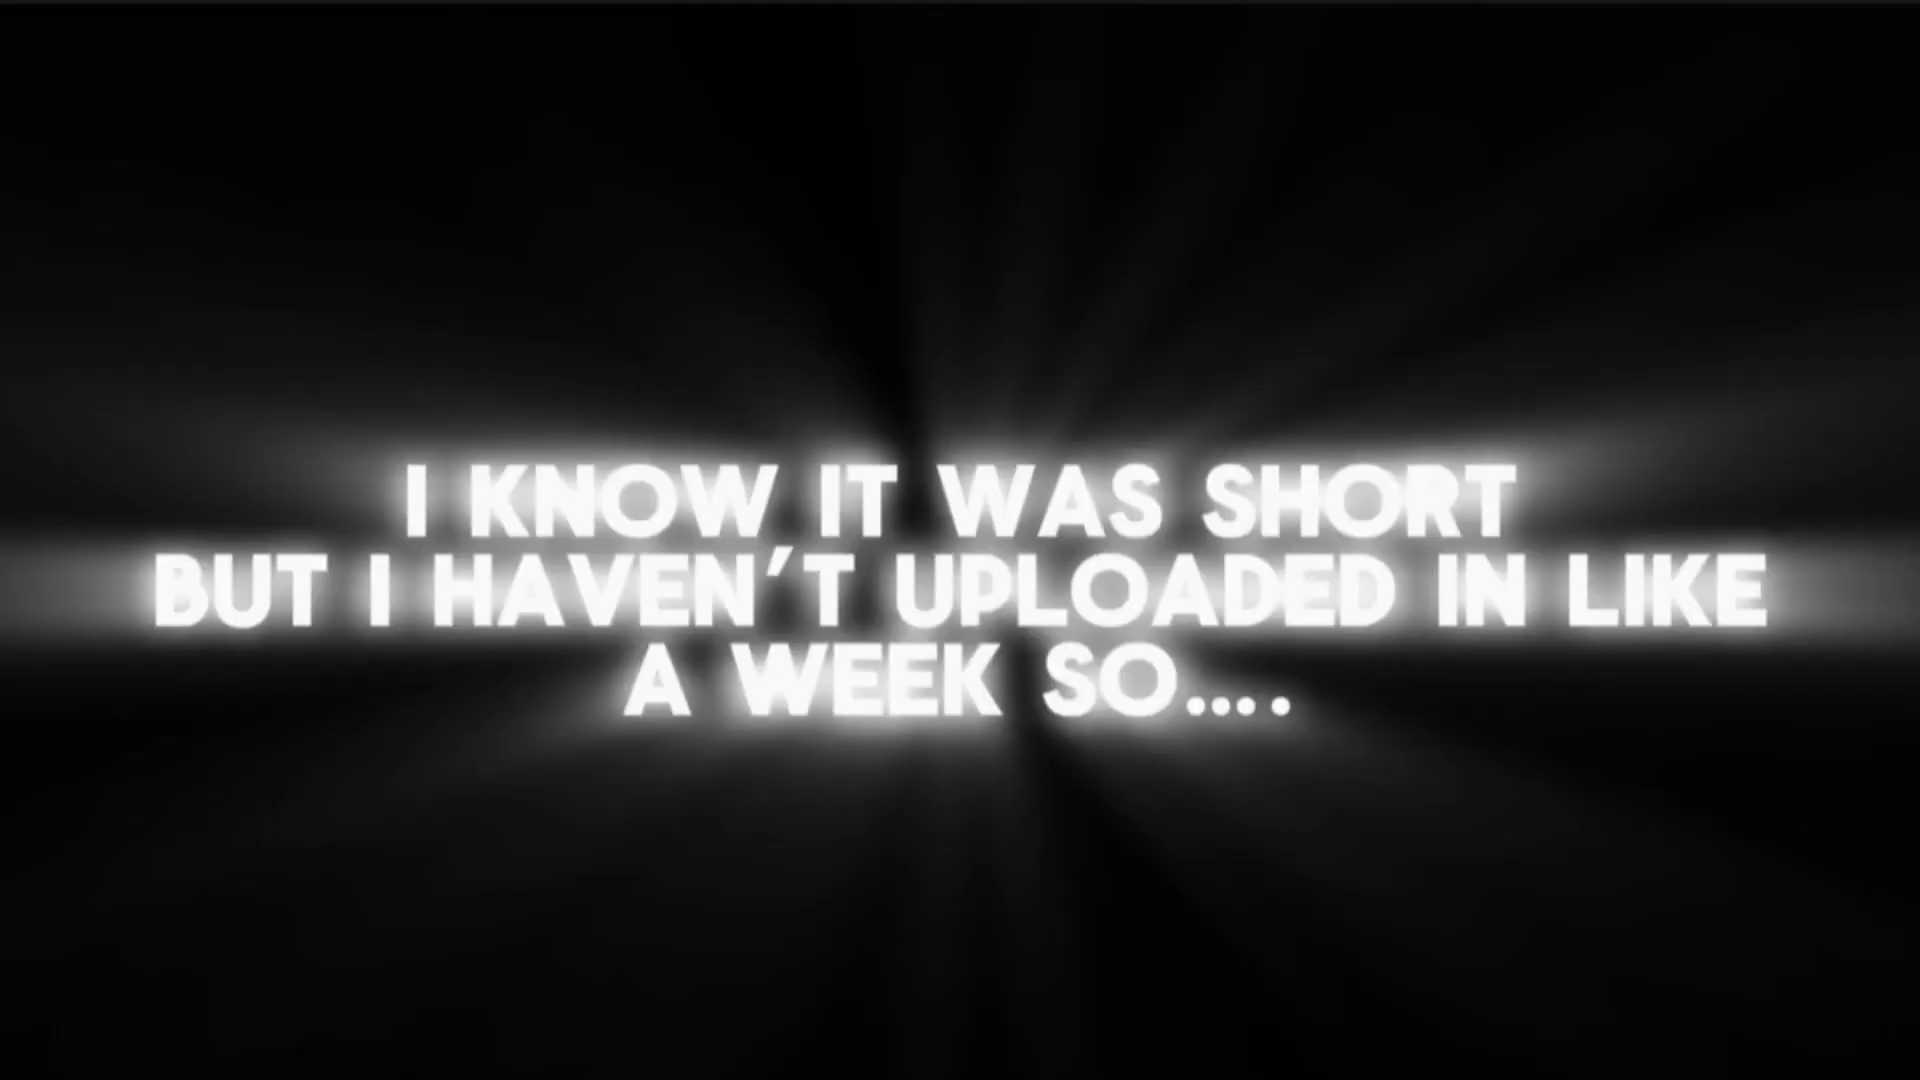 I KNOW IT WAS SHORT
BUT I HAVEN'T UPLOADED IN LIKE
A WEEK SO....